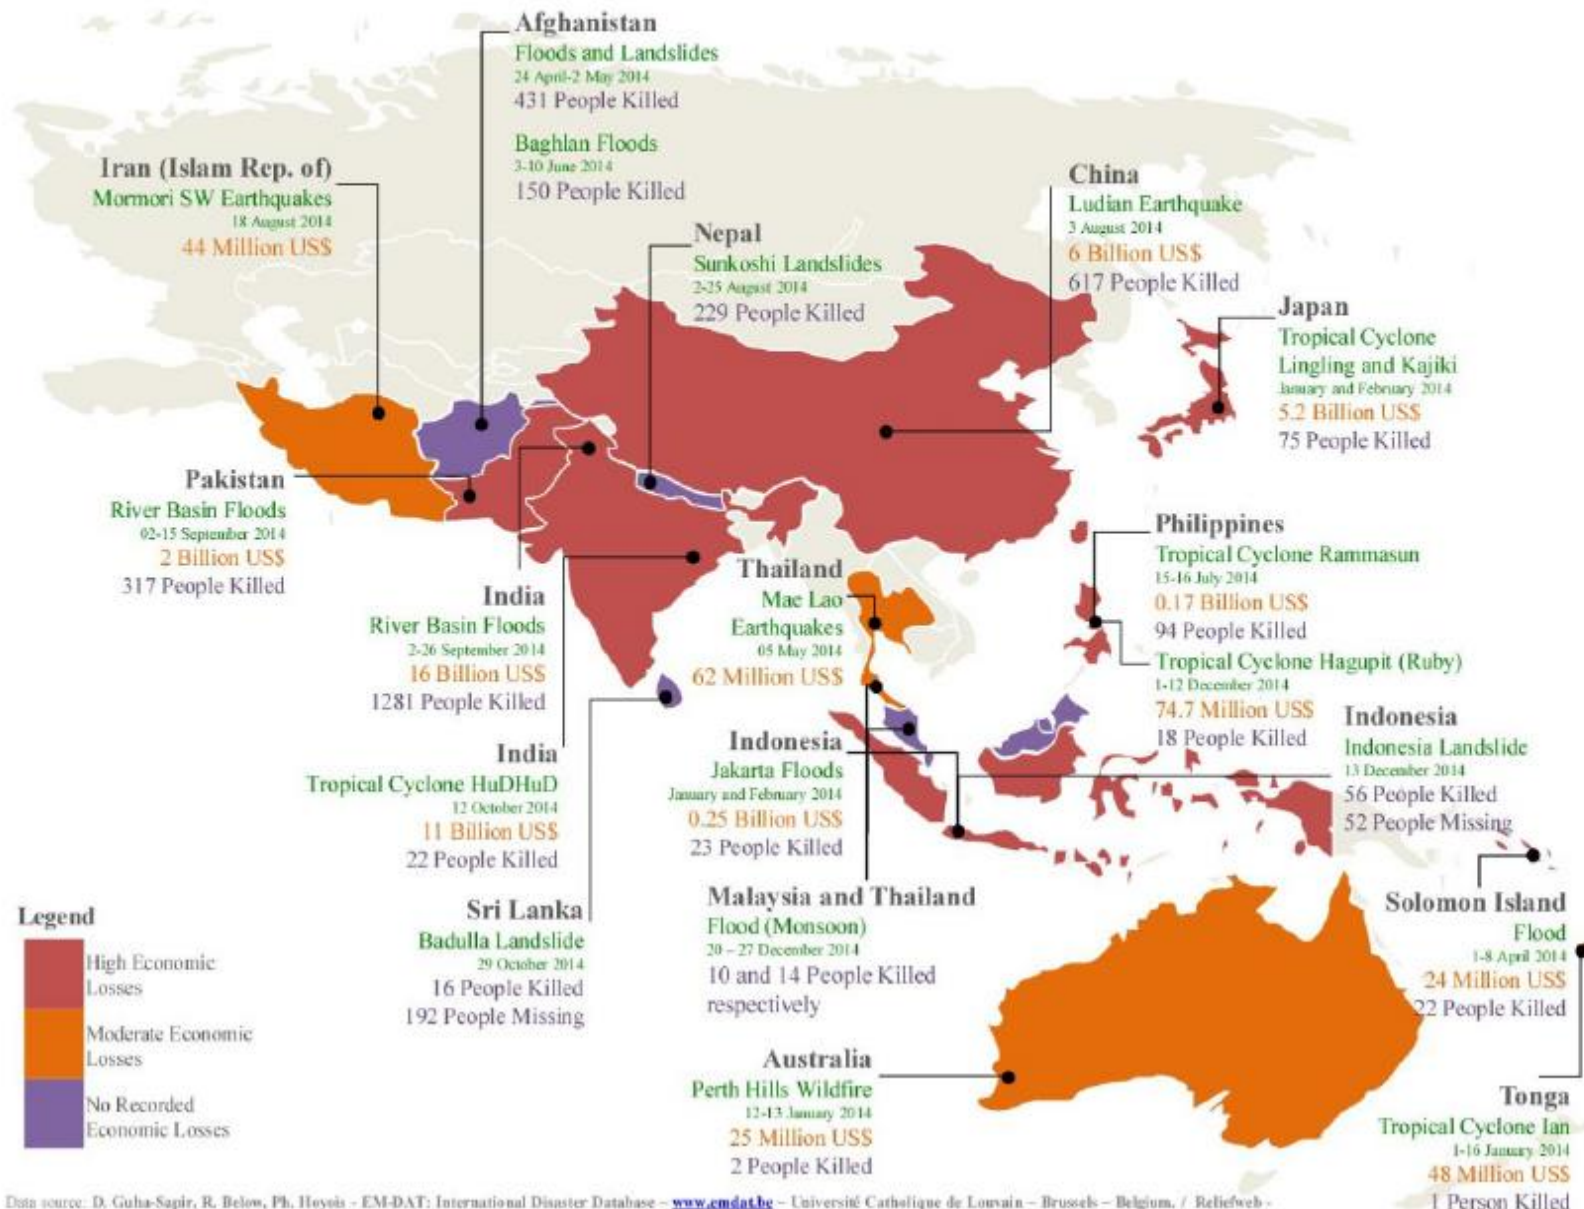 Afghanistan
Floods and Landslides
24 April-2 May 2014
431 People Killed
Baghlan Floods
3-10 June 2014
150 People Killed
Iran (Islam Rep. of)
Mormori SW Earthquakes
18 August 2014
44 Million US$
Nepal
Sunkoshi Landslides
2-25 August 2014
229 People Killed
China
Ludian Earthquake
3 August 2014
6 Billion US$
617 People Killed
Japan
Tropical Cyclone
Lingling and Kajiki
January and February 2014
5.2 Billion US$
75 People Killed
Pakistan
River Basin Floods
02-15 September 2014
2 Billion US$
317 People Killed
India
River Basin Floods
2-26 September 2014
16 Billion US$
1281 People Killed
India
Tropical Cyclone HuDHuD
12 October 2014
11 Billion US$
22 People Killed
Thailand
Mae Lao
Earthquakes
05 May 2014
62 Million US$
Philippines
Tropical Cyclone Rammasun
15-16 July 2014
0.17 Billion US$
94 People Killed
Tropical Cyclone Hagupit (Ruby)
1-12 December 2014
74.7 Million US$
18 People Killed
Indonesia
Jakarta Floods
January and February 2014
0.25 Billion US$
23 People Killed
Indonesia
Indonesia Landslide
13 December 2014
56 People Killed
52 People Missing
Sri Lanka
Badulla Landslide
29 October 2014
16 People Killed
192 People Missing
Malaysia and Thailand
Flood (Monsoon)
20 – 27 December 2014
10 and 14 People Killed
respectively
Solomon Island
Flood
1-8 April 2014
24 Million US$
22 People Killed
Australia
Perth Hills Wildfire
12-13 January 2014
25 Million US$
2 People Killed
Tonga
Tropical Cyclone Ian
1-16 January 2014
48 Million US$
1 Person Killed
Legend
High Economic
Losses
Moderate Economic
Losses
No Recorded
Economic Losses
Data source: D. Guha-Sapir, R. Below, Ph. Hoyois - EM-DAT: International Disaster Database – www.emdat.be – Université Catholique de Louvain – Brussels – Belgium. / Reliefweb -